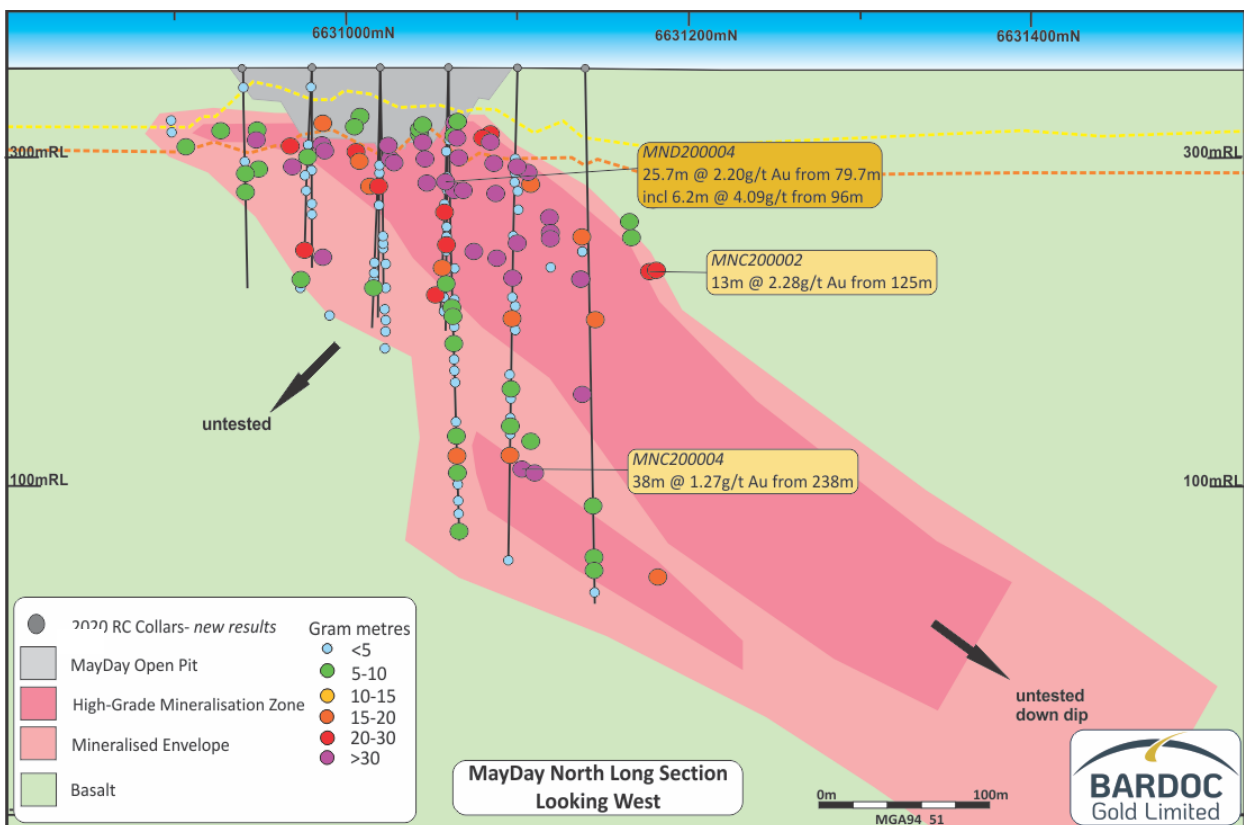 6631000mN
6631200mN
6631400mN
300mRL
300mRL
MND200004
25.7m @ 2.20g/t Au from 79.7m
incl 6.2m @ 4.09g/t from 96m
MNC200002
13m @ 2.28g/t Au from 125m
untested
MNC200004
38m @ 1.27g/t Au from 238m
100mRL
100mRL
untested
down dip
2020 RC Collars- new results
MayDay Open Pit
High-Grade Mineralisation Zone
Mineralised Envelope
Basalt
Gram metres
<5
5-10
10-15
15-20
20-30
>30
MayDay North Long Section
Looking West
0m
100m
MGA94_51
BARDOC
Gold Limited